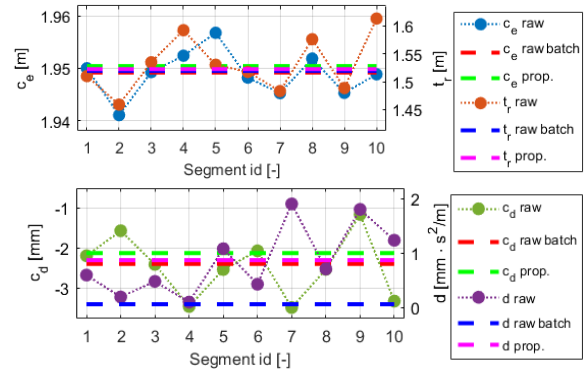 1.96
1.95
1.94
c_e [m]
1.6
1.55
1.5
1.45
t_r [m]
1 2 3 4 5 6 7 8 9 10
Segment id [-]
c_e raw
c_e raw batch
c_e prop.
t_r raw
t_r raw batch
t_r prop.
-1
-2
-3
c_d [mm]
2
1
0
d [mm · s²/m]
1 2 3 4 5 6 7 8 9 10
Segment id [-]
c_d raw
c_d raw batch
c_d prop.
d raw
d raw batch
d prop.